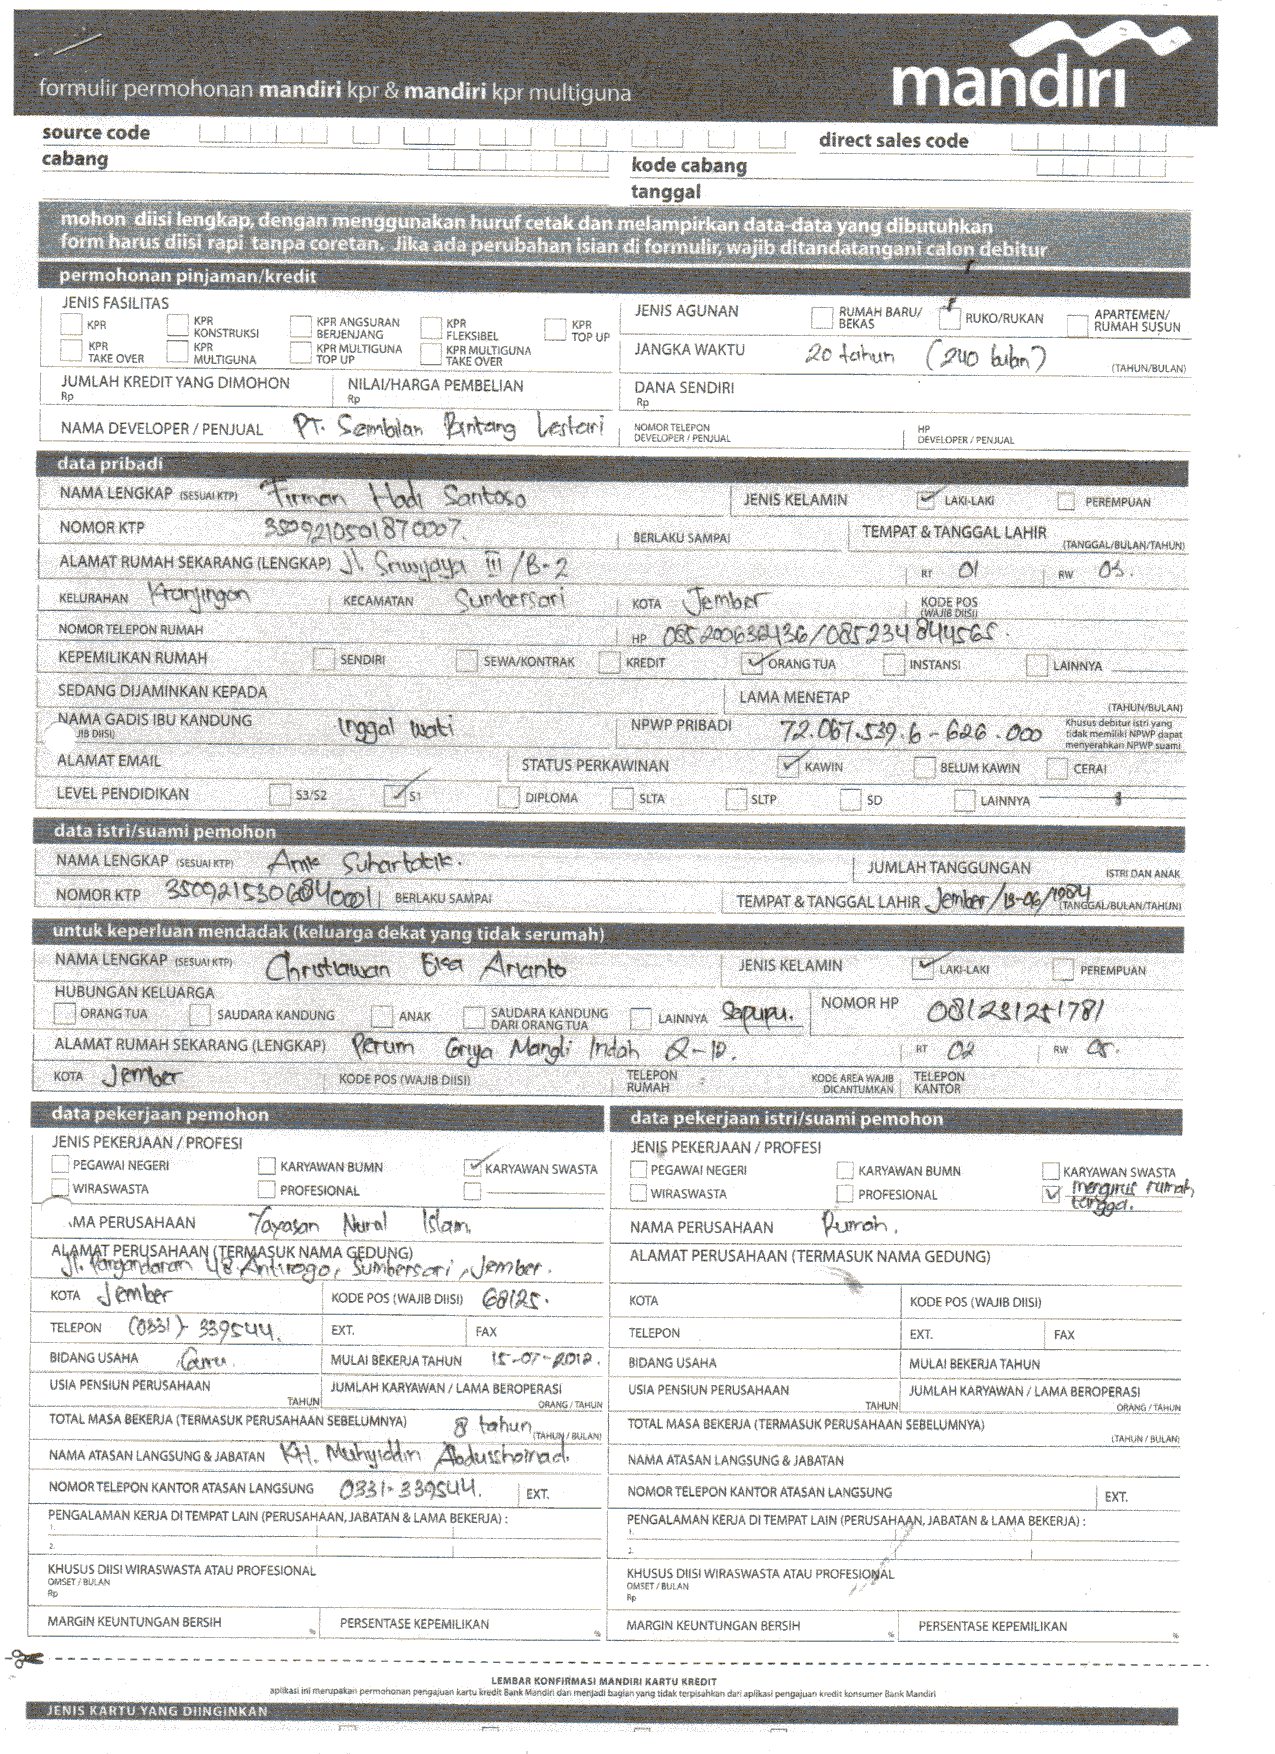 formulir permohonan mandiri kpr & mandiri kpr multiguna
mandiri
source code
direct sales code
cabang
kode cabang
tanggal
mohon diisi lengkap, dengan menggunakan huruf cetak dan melampirkan data-data yang dibutuhkan
form harus diisi rapi tanpa coretan. Jika ada perubahan isian di formulir, wajib ditandatangani calon debitur
permohonan pinjaman/kredit
JENIS FASILITAS
KPR
KPR KONSTRUKSI
KPR ANGSURAN BERJENJANG
KPR FLEKSIBEL
KPR TOP UP
KPR TAKE OVER
KPR MULTIGUNA
KPR MULTIGUNA TOP UP
KPR MULTIGUNA TAKE OVER
JENIS AGUNAN RUMAH BARU/ BEKAS RUKO/RUKAN APARTEMEN/ RUMAH SUSUN
JANGKA WAKTU 20 tahun (240 bulan) (TAHUN/BULAN)
JUMLAH KREDIT YANG DIMOHON Rp
NILAI/HARGA PEMBELIAN Rp
DANA SENDIRI Rp
NAMA DEVELOPER / PENJUAL PT. Sembilan Bintang Lestari
NOMOR TELEPON DEVELOPER / PENJUAL
HP DEVELOPER / PENJUAL
data pribadi
NAMA LENGKAP (SESUAI KTP) Firman Hadi Santoso JENIS KELAMIN LAKI-LAKI PEREMPUAN
NOMOR KTP 3509210501870007. BERLAKU SAMPAI TEMPAT & TANGGAL LAHIR (TANGGAL/BULAN/TAHUN)
ALAMAT RUMAH SEKARANG (LENGKAP) Jl. Sriwijaya III /B-2 RT 01 RW 03.
KELURAHAN Kranjingan KECAMATAN Sumbersari KOTA Jember KODE POS (WAJIB DIISI)
NOMOR TELEPON RUMAH HP 085200632436/085234844565.
KEPEMILIKAN RUMAH SENDIRI SEWA/KONTRAK KREDIT ORANG TUA INSTANSI LAINNYA
SEDANG DIJAMINKAN KEPADA LAMA MENETAP (TAHUN/BULAN)
NAMA GADIS IBU KANDUNG Inggal Wati NPWP PRIBADI 72.067.539.6-626.000 Khusus debitur istri yang tidak memiliki NPWP dapat menyerahkan NPWP suami
JIB DIISI)
ALAMAT EMAIL STATUS PERKAWINAN KAWIN BELUM KAWIN CERAI
LEVEL PENDIDIKAN S3/S2 S1 DIPLOMA SLTA SLTP SD LAINNYA
data istri/suami pemohon
NAMA LENGKAP (SESUAI KTP) JUMLAH TANGGUNGAN ISTRI DAN ANAK
NOMOR KTP 3509215306840001 BERLAKU SAMPAI TEMPAT & TANGGAL LAHIR Jember/13-06/1984 (TANGGAL/BULAN/TAHUN)
untuk keperluan mendadak (keluarga dekat yang tidak serumah)
NAMA LENGKAP (SESUAI KTP) Christiawan Eka Arianto JENIS KELAMIN LAKI-LAKI PEREMPUAN
HUBUNGAN KELUARGA
ORANG TUA SAUDARA KANDUNG ANAK SAUDARA KANDUNG DARI ORANG TUA LAINNYA Sepupu. NOMOR HP 081231251781
ALAMAT RUMAH SEKARANG (LENGKAP) Perum Griya Mangli Indah Q-12. RT 02 RW 05.
KOTA Jember KODE POS (WAJIB DIISI) TELEPON RUMAH KODE AREA WAJIB DICANTUMKAN TELEPON KANTOR
data pekerjaan pemohon
JENIS PEKERJAAN / PROFESI
PEGAWAI NEGERI KARYAWAN BUMN KARYAWAN SWASTA
WIRASWASTA PROFESIONAL
MA PERUSAHAAN Yayasan Nurul Islam
ALAMAT PERUSAHAAN (TERMASUK NAMA GEDUNG)
Jl. Pangandaran 48 Antirogo, Sumbersari, Jember.
KOTA Jember KODE POS (WAJIB DIISI) 68125.
TELEPON (0331)-339544. EXT. FAX
BIDANG USAHA Guru. MULAI BEKERJA TAHUN 15-07-2012.
USIA PENSIUN PERUSAHAAN TAHUN JUMLAH KARYAWAN / LAMA BEROPERASI ORANG / TAHUN
TOTAL MASA BEKERJA (TERMASUK PERUSAHAAN SEBELUMNYA) 8 tahun (TAHUN / BULAN)
NAMA ATASAN LANGSUNG & JABATAN KH. Muhyiddin Abdusshomad.
NOMOR TELEPON KANTOR ATASAN LANGSUNG 0331-339544. EXT.
PENGALAMAN KERJA DI TEMPAT LAIN (PERUSAHAAN, JABATAN & LAMA BEKERJA) :
1.
2.
KHUSUS DIISI WIRASWASTA ATAU PROFESIONAL
OMSET / BULAN
Rp
MARGIN KEUNTUNGAN BERSIH % PERSENTASE KEPEMILIKAN %
data pekerjaan istri/suami pemohon
JENIS PEKERJAAN / PROFESI
PEGAWAI NEGERI KARYAWAN BUMN KARYAWAN SWASTA
WIRASWASTA PROFESIONAL mengurus rumah tangga.
NAMA PERUSAHAAN Rumah.
ALAMAT PERUSAHAAN (TERMASUK NAMA GEDUNG)
KOTA KODE POS (WAJIB DIISI)
TELEPON EXT. FAX
BIDANG USAHA MULAI BEKERJA TAHUN
USIA PENSIUN PERUSAHAAN TAHUN JUMLAH KARYAWAN / LAMA BEROPERASI ORANG / TAHUN
TOTAL MASA BEKERJA (TERMASUK PERUSAHAAN SEBELUMNYA) (TAHUN / BULAN)
NAMA ATASAN LANGSUNG & JABATAN
NOMOR TELEPON KANTOR ATASAN LANGSUNG EXT.
PENGALAMAN KERJA DI TEMPAT LAIN (PERUSAHAAN, JABATAN & LAMA BEKERJA) :
1.
2.
KHUSUS DIISI WIRASWASTA ATAU PROFESIONAL
OMSET / BULAN
Rp
MARGIN KEUNTUNGAN BERSIH % PERSENTASE KEPEMILIKAN %
LEMBAR KONFIRMASI MANDIRI KARTU KREDIT
aplikasi ini merupakan permohonan pengajuan kartu kredit Bank Mandiri dan menjadi bagian yang tidak terpisahkan dari aplikasi pengajuan kredit konsumer Bank Mandiri
JENIS KARTU YANG DIINGINKAN